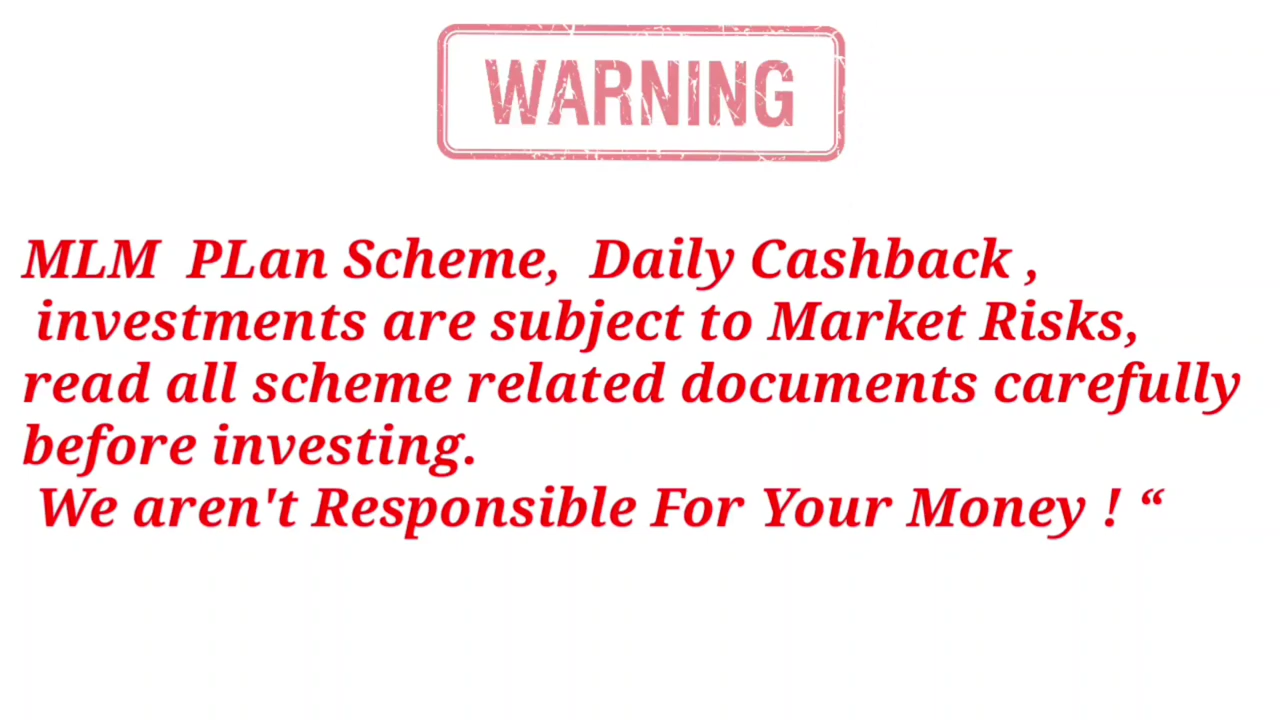 WARNING
MLM PLan Scheme, Daily Cashback ,
investments are subject to Market Risks,
read all scheme related documents carefully
before investing.
We aren't Responsible For Your Money ! “